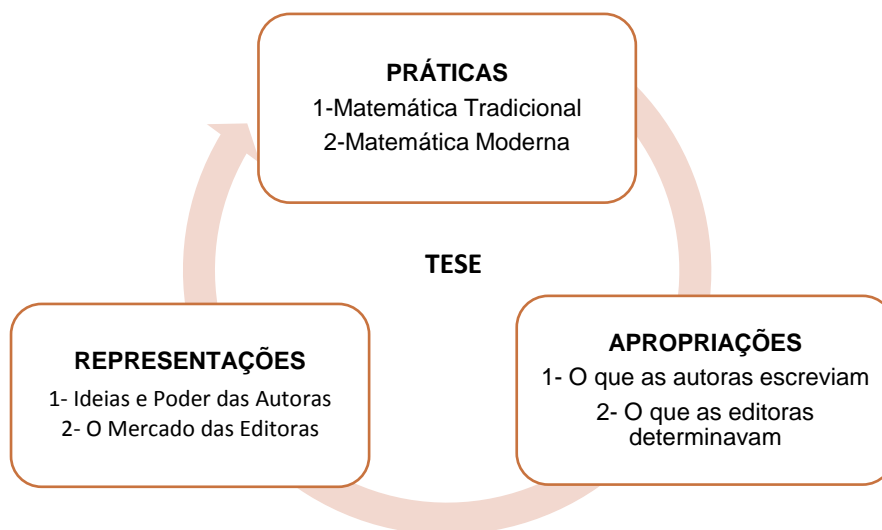 PRÁTICAS
1-Matemática Tradicional
2-Matemática Moderna
TESE
REPRESENTAÇÕES
1- Ideias e Poder das Autoras
2- O Mercado das Editoras
APROPRIAÇÕES
1- O que as autoras escreviam
2- O que as editoras
determinavam